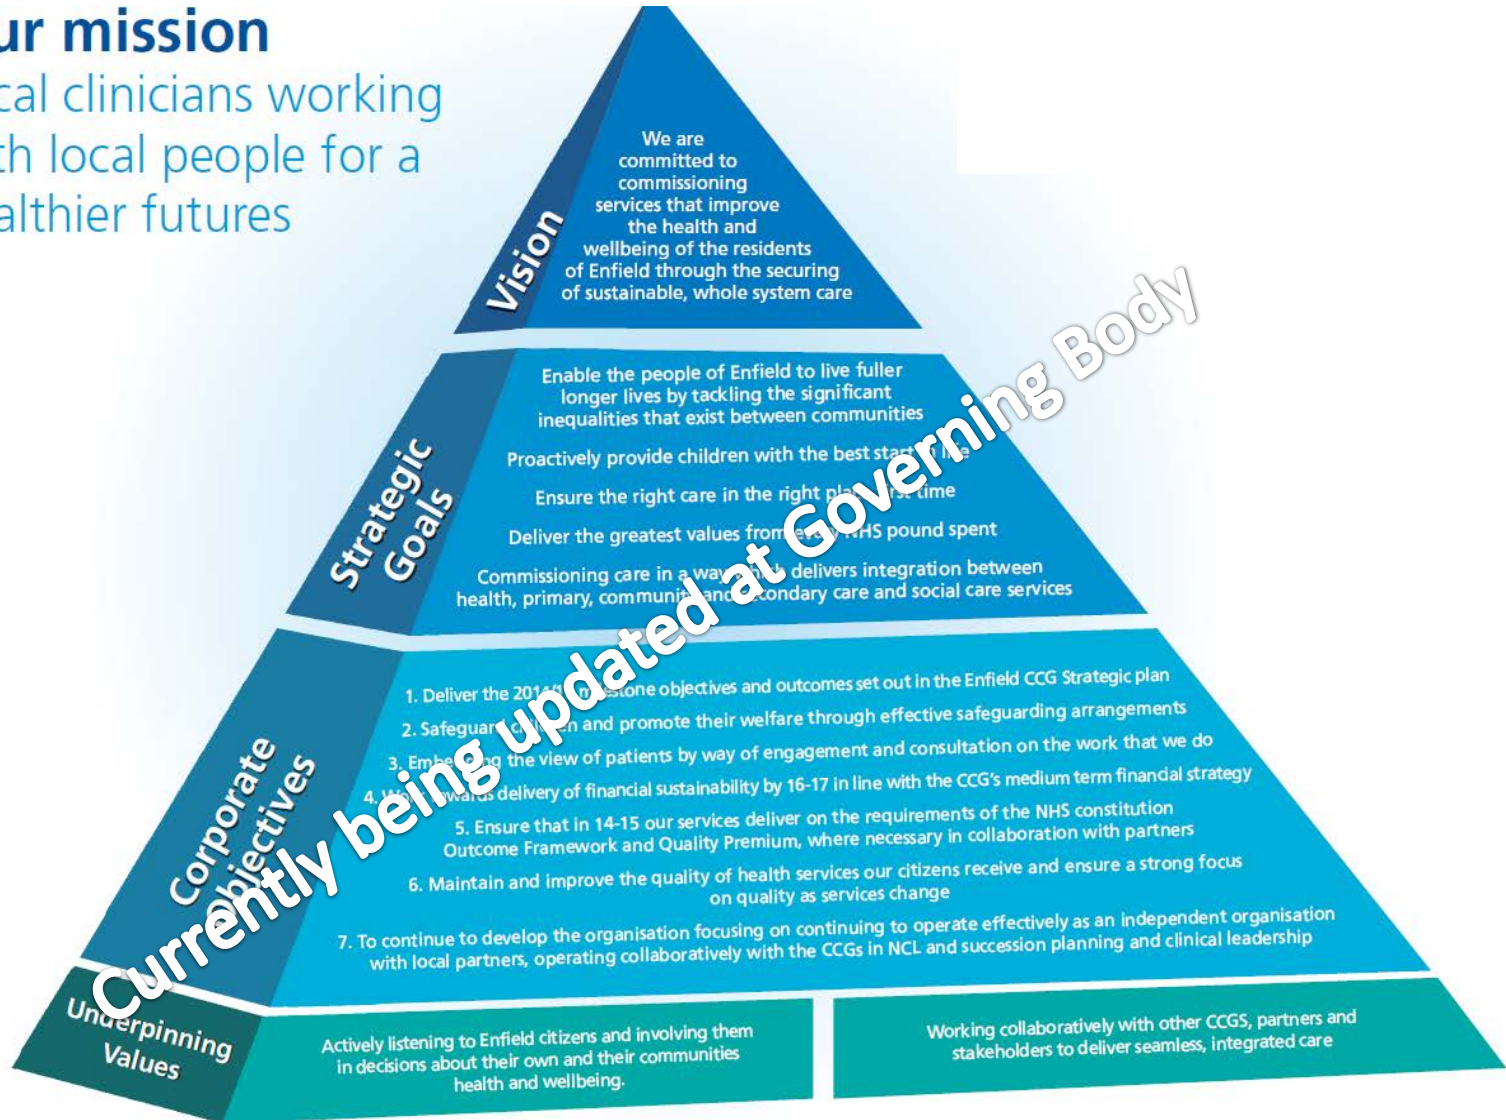 ur mission
cal clinicians working
th local people for a
althier futures
Vision
We are
committed to
commissioning
services that improve
the health and
wellbeing of the residents
of Enfield through the securing
of sustainable, whole system care
Strategic
Goals
Enable the people of Enfield to live fuller
longer lives by tackling the significant
inequalities that exist between communities
Proactively provide children with the best start
Ensure the right care in the right time
Deliver the greatest values from every NHS pound spent
Commissioning care in a way which delivers integration between
health, primary, community and secondary care and social care services
Corporate
Objectives
1. Deliver the milestone objectives and outcomes set out in the Enfield CCG Strategic plan
2. Safeguard children and promote their welfare through effective safeguarding arrangements
3. the view of patients by way of engagement and consultation on the work that we do
4. towards delivery of financial sustainability by 16-17 in line with the CCG's medium term financial strategy
5. Ensure that in 14-15 our services deliver on the requirements of the NHS constitution
Outcome Framework and Quality Premium, where necessary in collaboration with partners
6. Maintain and improve the quality of health services our citizens receive and ensure a strong focus
on quality as services change
7. To continue to develop the organisation focusing on continuing to operate effectively as an independent organisation
with local partners, operating collaboratively with the CCGs in NCL and succession planning and clinical leadership
Underpinning
Values
Actively listening to Enfield citizens and involving them
in decisions about their own and their communities
health and wellbeing.
Working collaboratively with other CCGS, partners and
stakeholders to deliver seamless, integrated care
Currently being updated at Governing Body